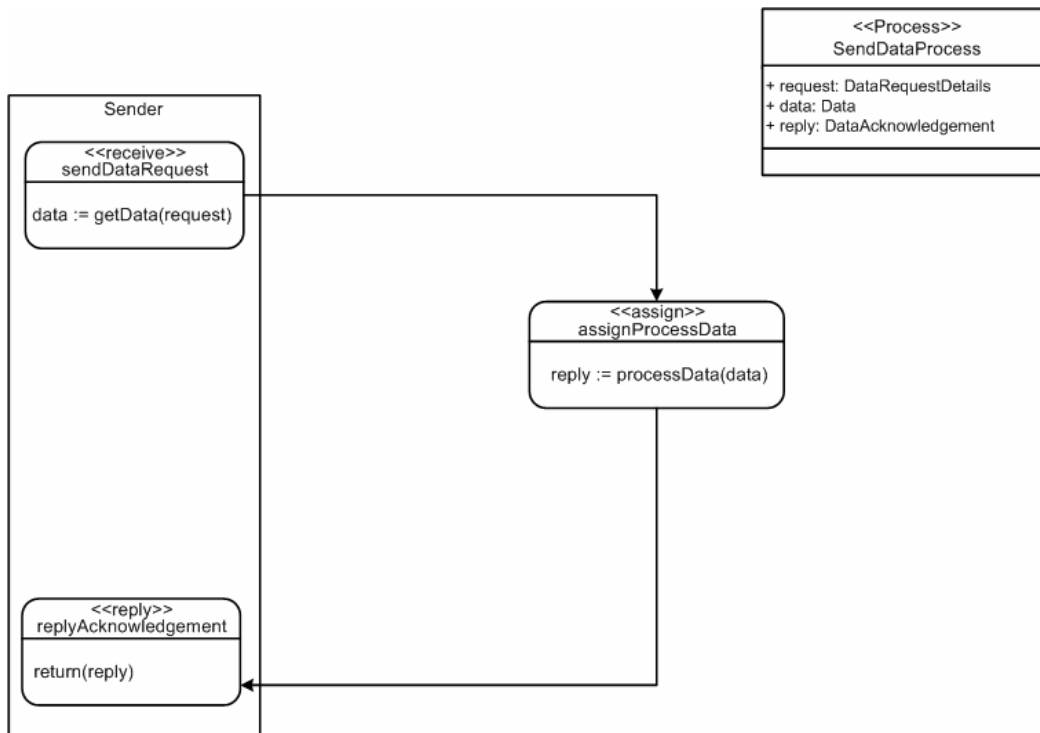 <<Process>>
SendDataProcess
+ request: DataRequestDetails
+ data: Data
+ reply: DataAcknowledgement
Sender
<<receive>>
sendDataRequest
data := getData(request)
<<assign>>
assignProcessData
reply := processData(data)
<<reply>>
replyAcknowledgement
return(reply)